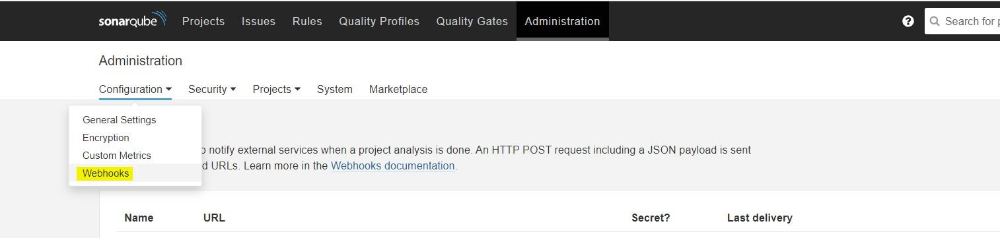 sonarqube Projects Issues Rules Quality Profiles Quality Gates Administration ? Search for p
Administration
Configuration Security Projects System Marketplace
General Settings
Encryption
Custom Metrics
Webhooks
notify external services when a project analysis is done. An HTTP POST request including a JSON payload is sent
d URLs. Learn more in the Webhooks documentation.
Name URL Secret? Last delivery